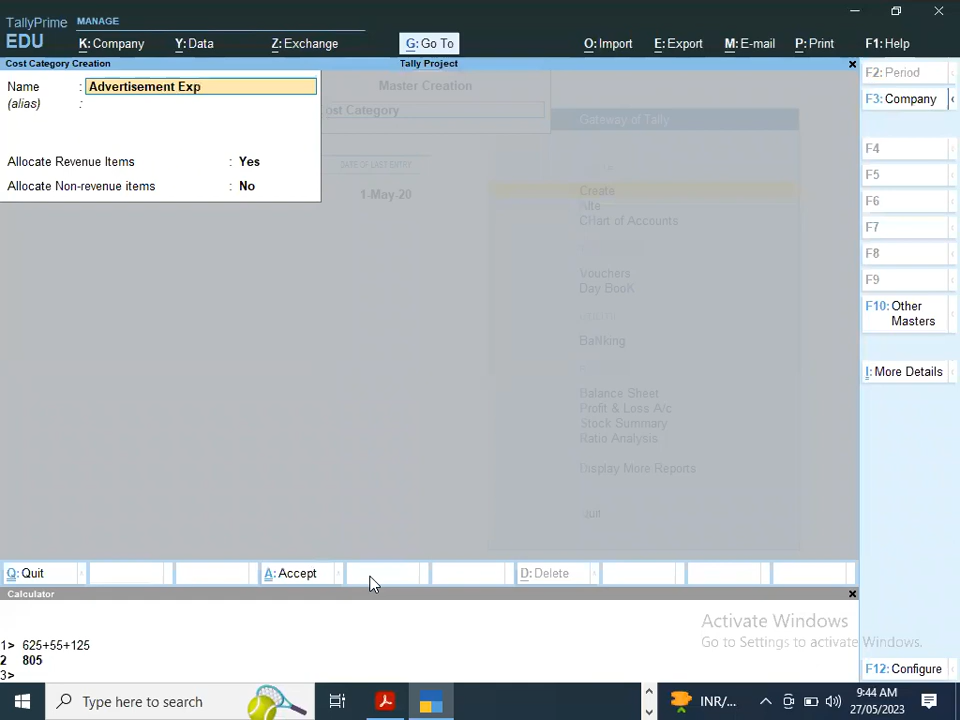 TallyPrime
EDU
MANAGE
K: Company
Y: Data
Z: Exchange
G: Go To
O: Import
E: Export
M: E-mail
P: Print
F1: Help
Cost Category Creation
Tally Project
Name : Advertisement Exp
(alias) :
Allocate Revenue Items : Yes
Allocate Non-revenue items : No
Master Creation
ost Category
DATE OF LAST ENTRY
1-May-20
Gateway of Tally
Create
Alte
CHart of Accounts
Vouchers
Day BooK
BaNking
Balance Sheet
Profit & Loss A/c
Stock Summary
Ratio Analysis
Display More Reports
F2: Period
F3: Company
F4
F5
F6
F7
F8
F9
F10: Other
Masters
I: More Details
F12: Configure
Q: Quit
A: Accept
D: Delete
Calculator
1> 625+55+125
2 805
3>
Activate Windows
Go to Settings to activate Windows.
Type here to search
INR/...
9:44 AM
27/05/2023